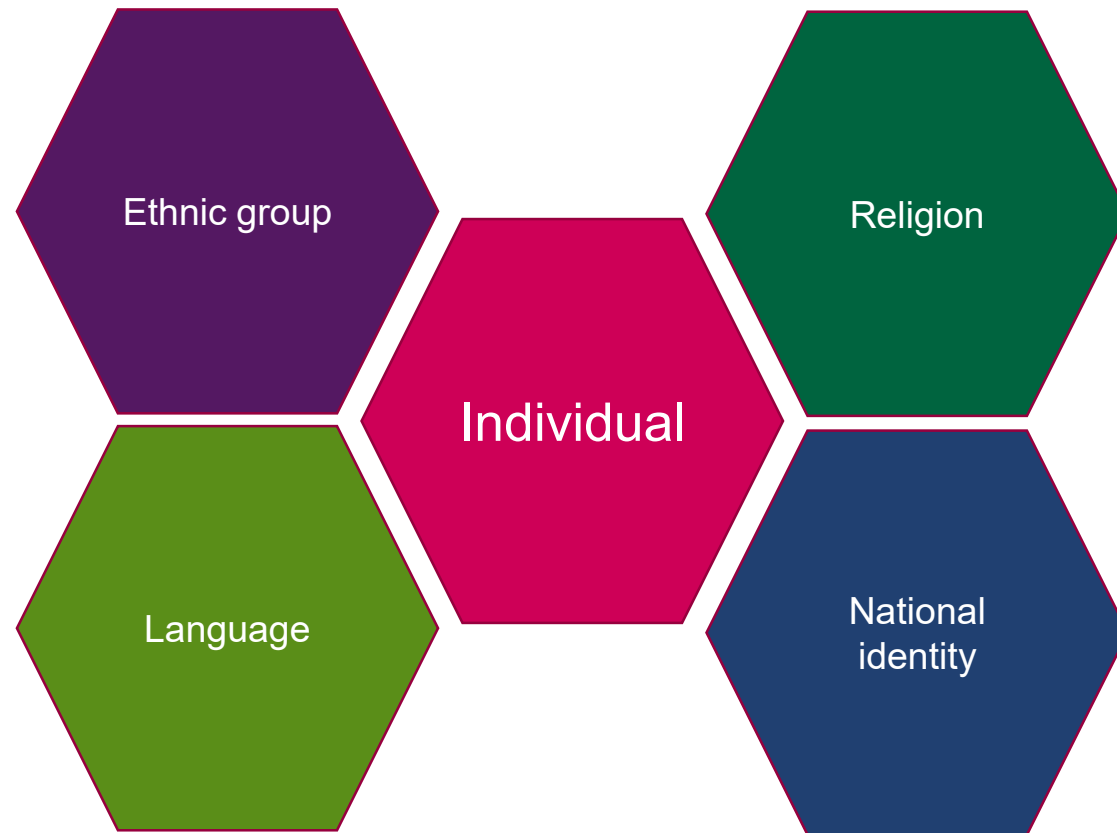 Ethnic group
Religion
Individual
Language
National
identity